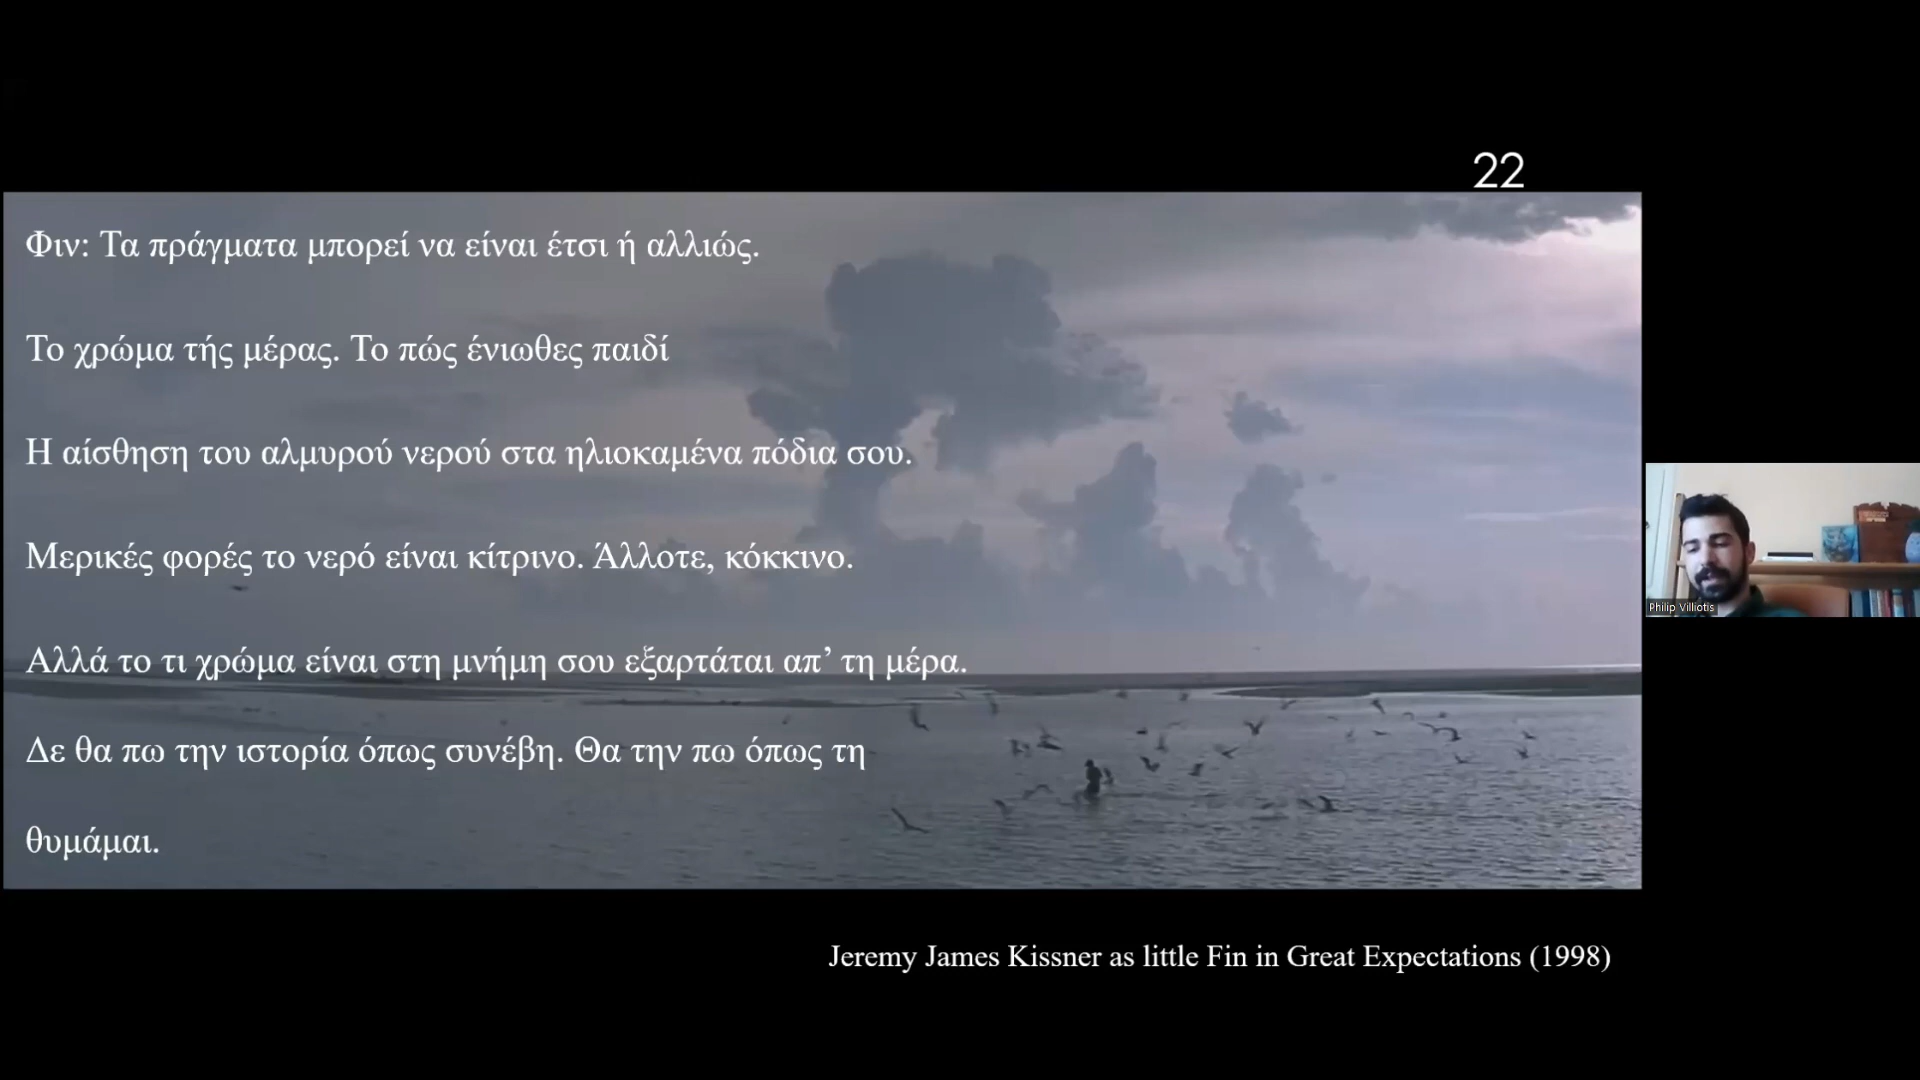 22
Φιν: Τα πράγματα μπορεί να είναι έτσι ή αλλιώς.
Το χρώμα τής μέρας. Το πώς ένιωθες παιδί
Η αίσθηση του αλμυρού νερού στα ηλιοκαμένα πόδια σου.
Μερικές φορές το νερό είναι κίτρινο. Άλλοτε, κόκκινο.
Αλλά το τι χρώμα είναι στη μνήμη σου εξαρτάται απ’ τη μέρα.
Δε θα πω την ιστορία όπως συνέβη. Θα την πω όπως τη
θυμάμαι.
Philip Villiotis
Jeremy James Kissner as little Fin in Great Expectations (1998)